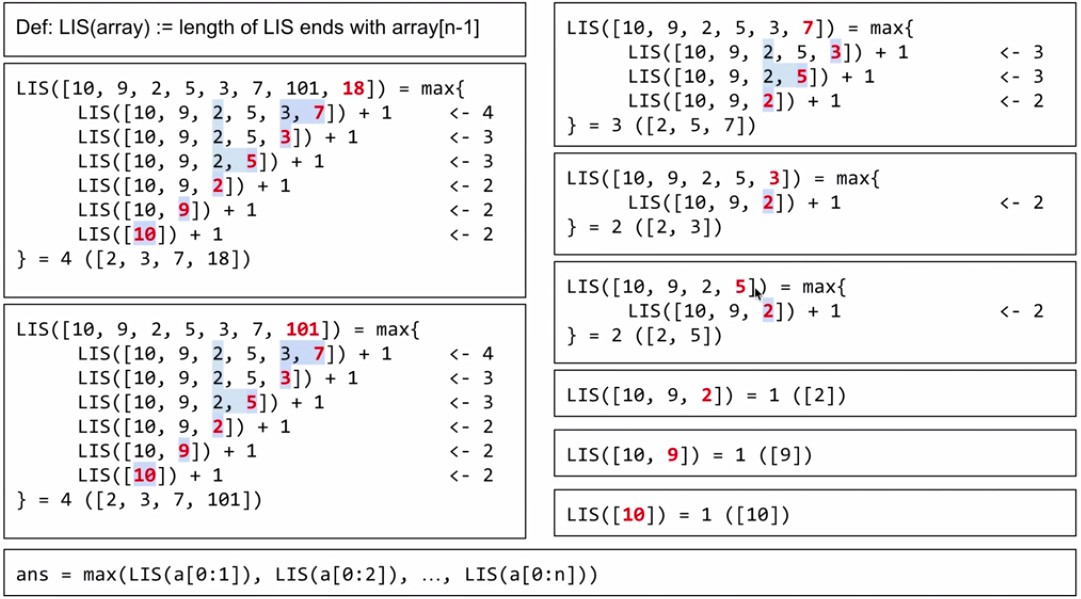 Def: LIS(array) := length of LIS ends with array[n-1]
LIS([10, 9, 2, 5, 3, 7, 101, 18]) = max{
LIS([10, 9, 2, 5, 3, 7]) + 1 <- 4
LIS([10, 9, 2, 5, 3]) + 1 <- 3
LIS([10, 9, 2, 5]) + 1 <- 3
LIS([10, 9, 2]) + 1 <- 2
LIS([10, 9]) + 1 <- 2
LIS([10]) + 1 <- 2
} = 4 ([2, 3, 7, 18])
LIS([10, 9, 2, 5, 3, 7, 101]) = max{
LIS([10, 9, 2, 5, 3, 7]) + 1 <- 4
LIS([10, 9, 2, 5, 3]) + 1 <- 3
LIS([10, 9, 2, 5]) + 1 <- 3
LIS([10, 9, 2]) + 1 <- 2
LIS([10, 9]) + 1 <- 2
LIS([10]) + 1 <- 2
} = 4 ([2, 3, 7, 101])
LIS([10, 9, 2, 5, 3, 7]) = max{
LIS([10, 9, 2, 5, 3]) + 1 <- 3
LIS([10, 9, 2, 5]) + 1 <- 3
LIS([10, 9, 2]) + 1 <- 2
} = 3 ([2, 5, 7])
LIS([10, 9, 2, 5, 3]) = max{
LIS([10, 9, 2]) + 1 <- 2
} = 2 ([2, 3])
LIS([10, 9, 2, 5]) = max{
LIS([10, 9, 2]) + 1 <- 2
} = 2 ([2, 5])
LIS([10, 9, 2]) = 1 ([2])
LIS([10, 9]) = 1 ([9])
LIS([10]) = 1 ([10])
ans = max(LIS(a[0:1]), LIS(a[0:2]), …, LIS(a[0:n]))